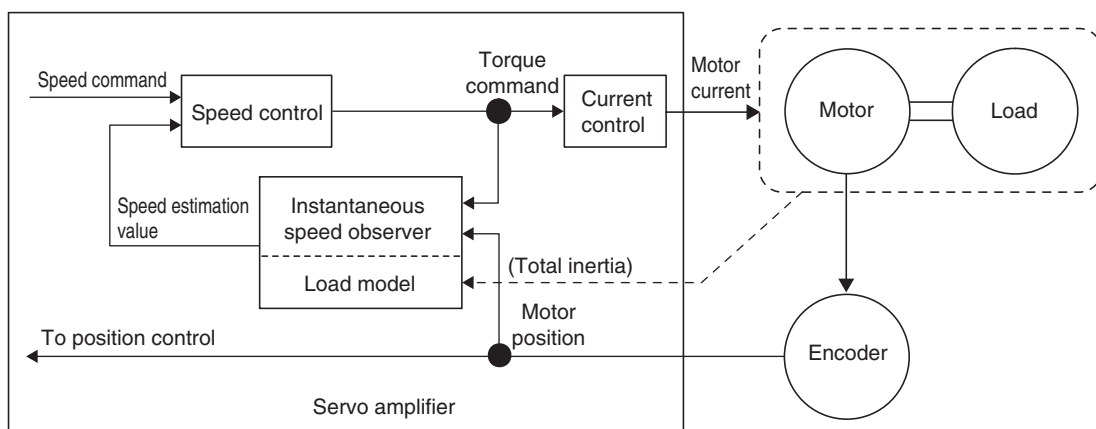 Speed command
Speed control
Torque
command
Current
control
Motor
current
Motor
Load
Speed estimation
value
Instantaneous
speed observer
Load model
(Total inertia)
To position control
Motor
position
Encoder
Servo amplifier